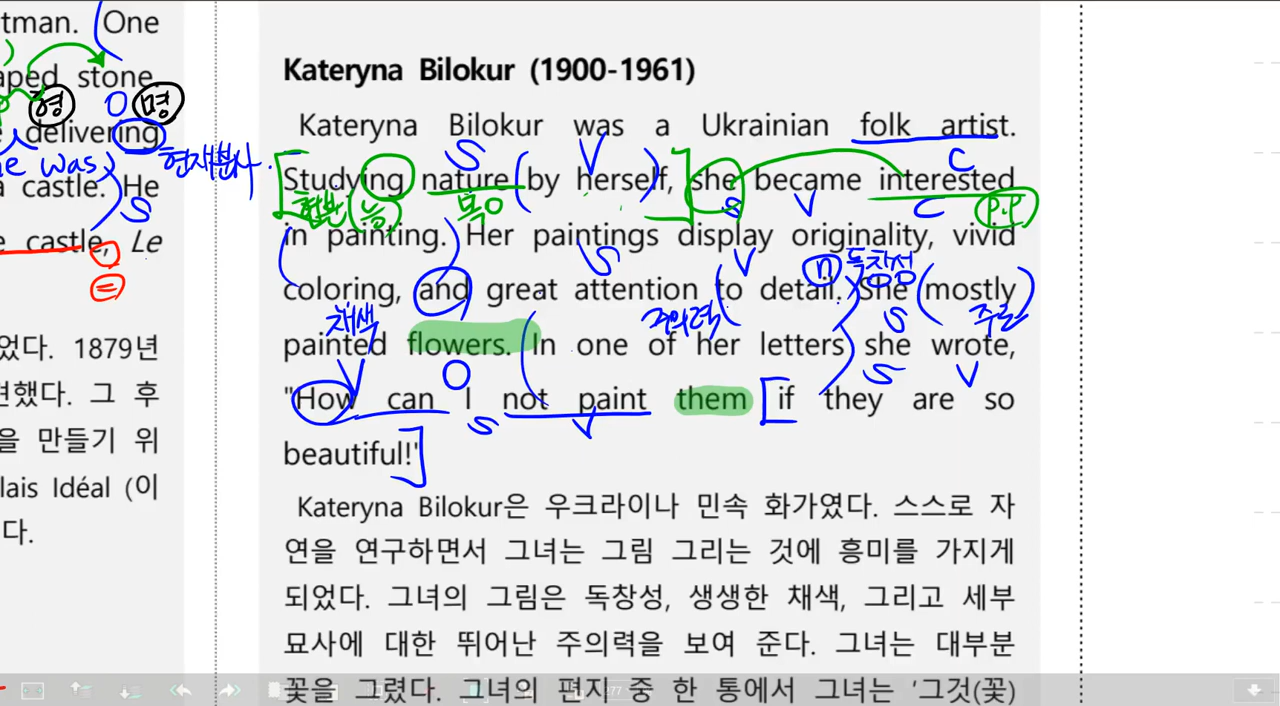 tman. One
aped stone
형 O 명
delivering
he was
현재분사
a castle. He
S
e castle, Le
=
었다. 1879년
견했다. 그 후
을 만들기 위
lais Idéal (이
다.
Kateryna Bilokur (1900-1961)
Kateryna Bilokur was a Ukrainian folk artist.
S V C
Studying nature by herself, she became interested
현분(능) 목O S V C P.P
in painting. Her paintings display originality, vivid
S V n 독창성
coloring, and great attention to detail. She (mostly)
채색 주의력 S 주로
painted flowers. In one of her letters she wrote,
V O S V
"How can I not paint them [if they are so
S V
beautiful!"]
Kateryna Bilokur은 우크라이나 민속 화가였다. 스스로 자
연을 연구하면서 그녀는 그림 그리는 것에 흥미를 가지게
되었다. 그녀의 그림은 독창성, 생생한 채색, 그리고 세부
묘사에 대한 뛰어난 주의력을 보여 준다. 그녀는 대부분
꽃을 그렸다. 그녀의 편지 중 한 통에서 그녀는 '그것(꽃)